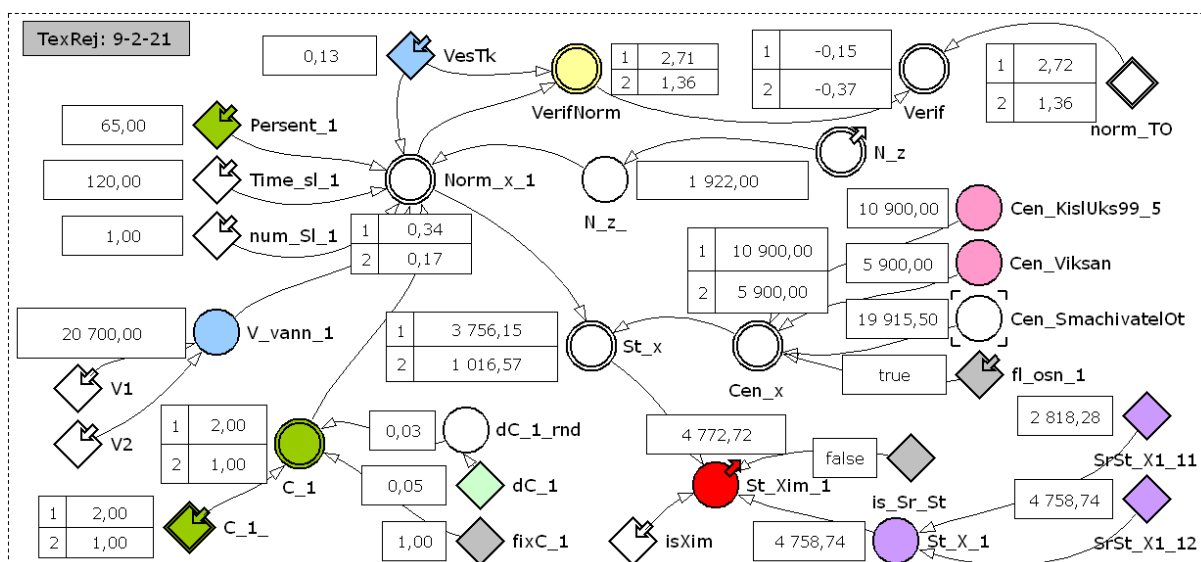 TexRej: 9-2-21
0,13
VesTk
1 2,71
2 1,36
VerifNorm
1 -0,15
2 -0,37
Verif
1 2,72
2 1,36
norm_TO
65,00
Persent_1
120,00
Time_sl_1
1,00
num_Sl_1
Norm_x_1
1 0,34
2 0,17
N_z_
1 922,00
N_z
10 900,00
Cen_KislUks99_5
5 900,00
Cen_Viksan
19 915,50
Cen_SmachivatelOt
true
fl_osn_1
1 10 900,00
2 5 900,00
Cen_x
20 700,00
V_vann_1
V1
V2
1 3 756,15
2 1 016,57
St_x
1 2,00
2 1,00
C_1
0,03
dC_1_rnd
0,05
dC_1
1,00
fixC_1
1 2,00
2 1,00
C_1_
4 772,72
St_Xim_1
false
is_Sr_St
isXim
4 758,74
St_X_1
2 818,28
SrSt_X1_11
4 758,74
SrSt_X1_12